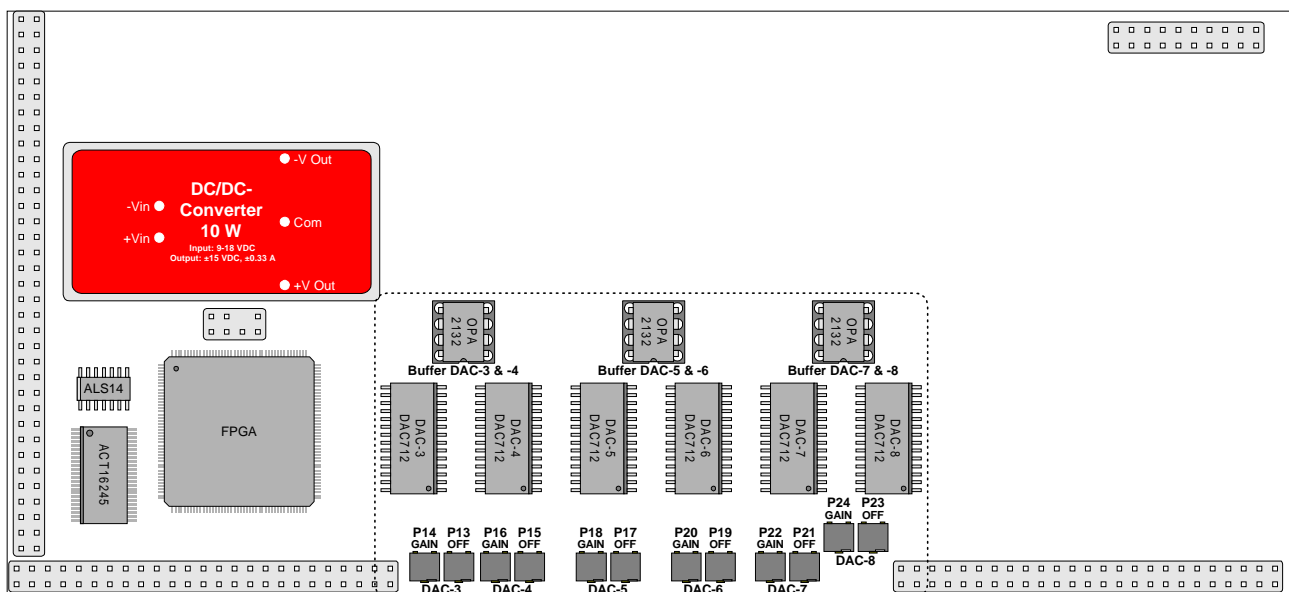 -V Out
DC/DC-
Converter
10 W
-Vin
Com
+Vin
Input: 9-18 VDC
Output: ±15 VDC, ±0.33 A
+V Out
OPA
2132
OPA
2132
OPA
2132
Buffer DAC-3 & -4
Buffer DAC-5 & -6
Buffer DAC-7 & -8
ALS14
FPGA
ACT16245
DAC-3
DAC712
DAC-4
DAC712
DAC-5
DAC712
DAC-6
DAC712
DAC-7
DAC712
DAC-8
DAC712
P24 P23
GAIN OFF
DAC-8
P14 P13
GAIN OFF
DAC-3
P16 P15
GAIN OFF
DAC-4
P18 P17
GAIN OFF
DAC-5
P20 P19
GAIN OFF
DAC-6
P22 P21
GAIN OFF
DAC-7